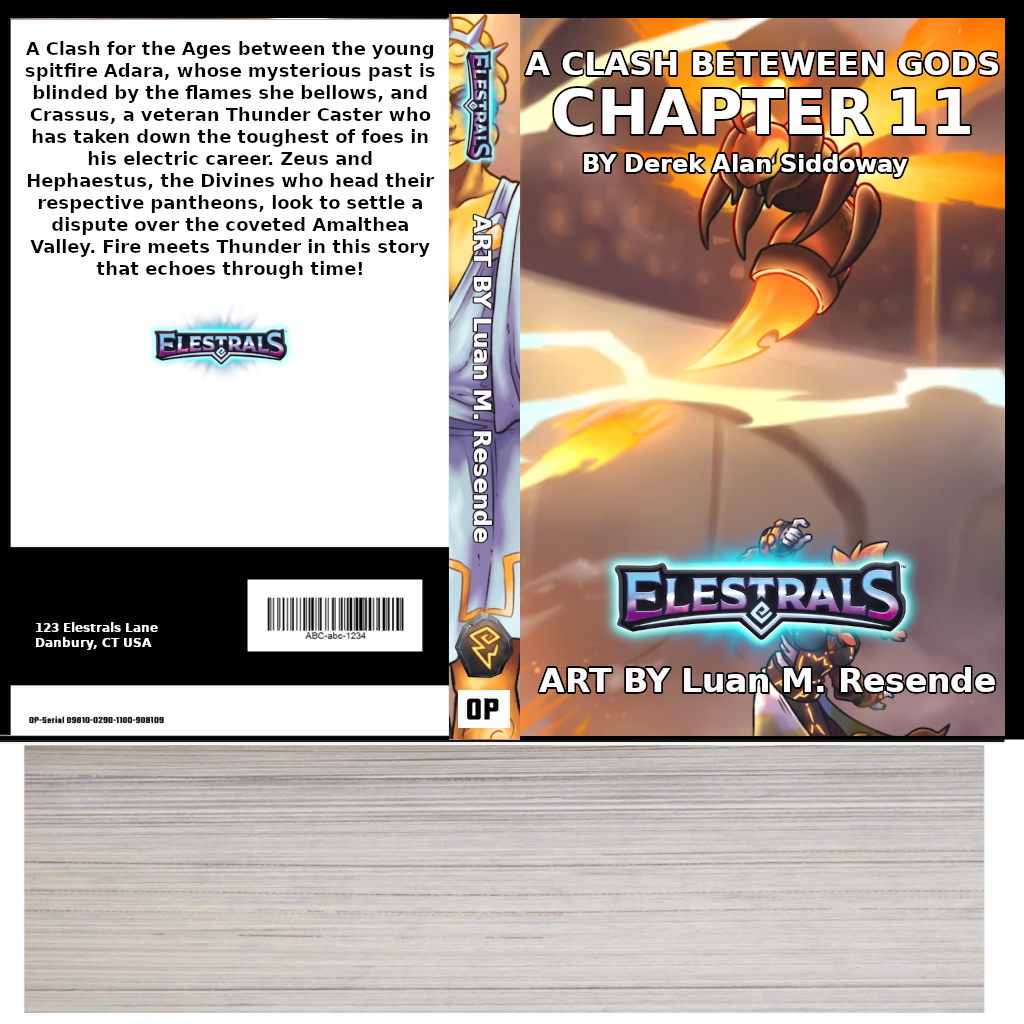 A Clash for the Ages between the young
spitfire Adara, whose mysterious past is
blinded by the flames she bellows, and
Crassus, a veteran Thunder Caster who
has taken down the toughest of foes in
his electric career. Zeus and
Hephaestus, the Divines who head their
respective pantheons, look to settle a
dispute over the coveted Amalthea
Valley. Fire meets Thunder in this story
that echoes through time!
ELESTRALS
123 Elestrals Lane
Danbury, CT USA
ABC-abc-1234
OP-Serial 09810-0290-1100-908109
ELESTRALS
ART BY Luan M. Resende
OP
A CLASH BETEWEEN GODS
CHAPTER 11
BY Derek Alan Siddoway
ELESTRALS™
ART BY Luan M. Resende